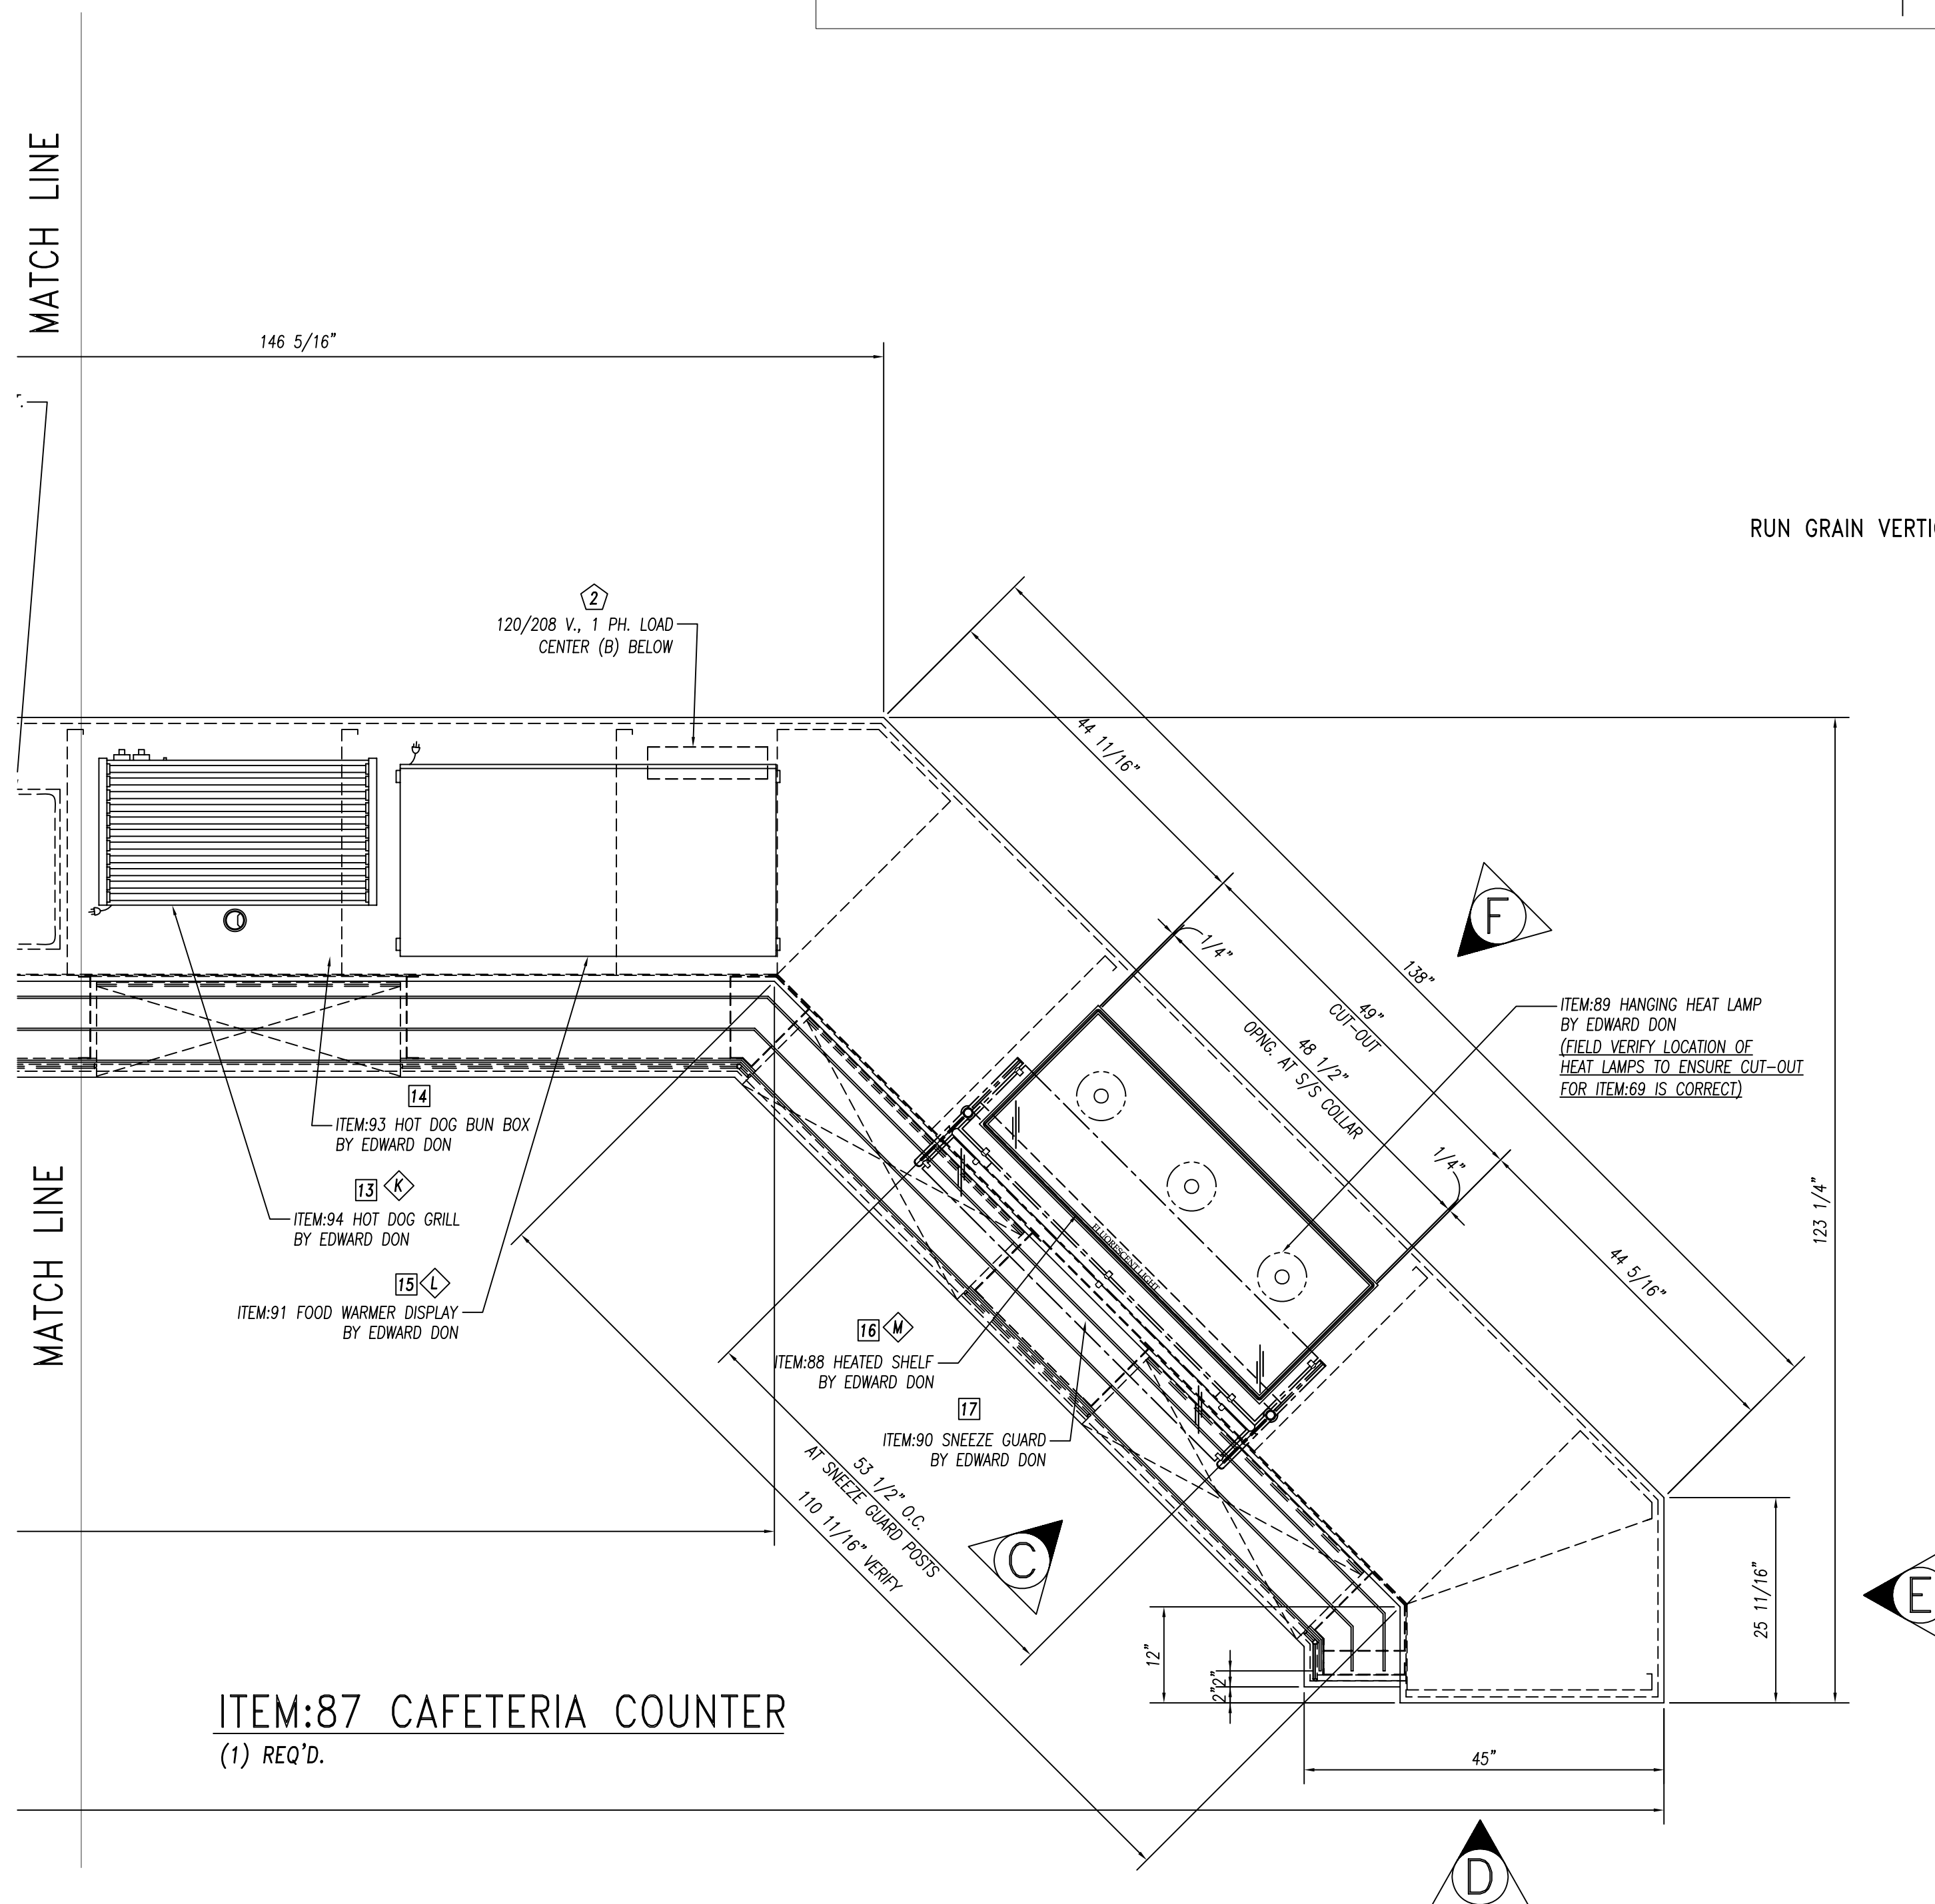 MATCH LINE
146 5/16"
RUN GRAIN VERTI
2
120/208 V., 1 PH. LOAD
CENTER (B) BELOW
44 11/16"
F
1/4"
138"
49"
CUT-OUT
48 1/2"
OPNG. AT S/S COLLAR
ITEM:89 HANGING HEAT LAMP
BY EDWARD DON
(FIELD VERIFY LOCATION OF
HEAT LAMPS TO ENSURE CUT-OUT
FOR ITEM:69 IS CORRECT)
14
ITEM:93 HOT DOG BUN BOX
BY EDWARD DON
1/4"
MATCH LINE
13 K
ITEM:94 HOT DOG GRILL
BY EDWARD DON
123 1/4"
FLUORESCENT LIGHT
44 5/16"
15 L
ITEM:91 FOOD WARMER DISPLAY
BY EDWARD DON
16 M
ITEM:88 HEATED SHELF
BY EDWARD DON
17
ITEM:90 SNEEZE GUARD
BY EDWARD DON
53 1/2" O.C.
AT SNEEZE GUARD POSTS
110 11/16" VERIFY
C
E
25 11/16"
12"
2"
2"
ITEM:87 CAFETERIA COUNTER
(1) REQ'D.
45"
D